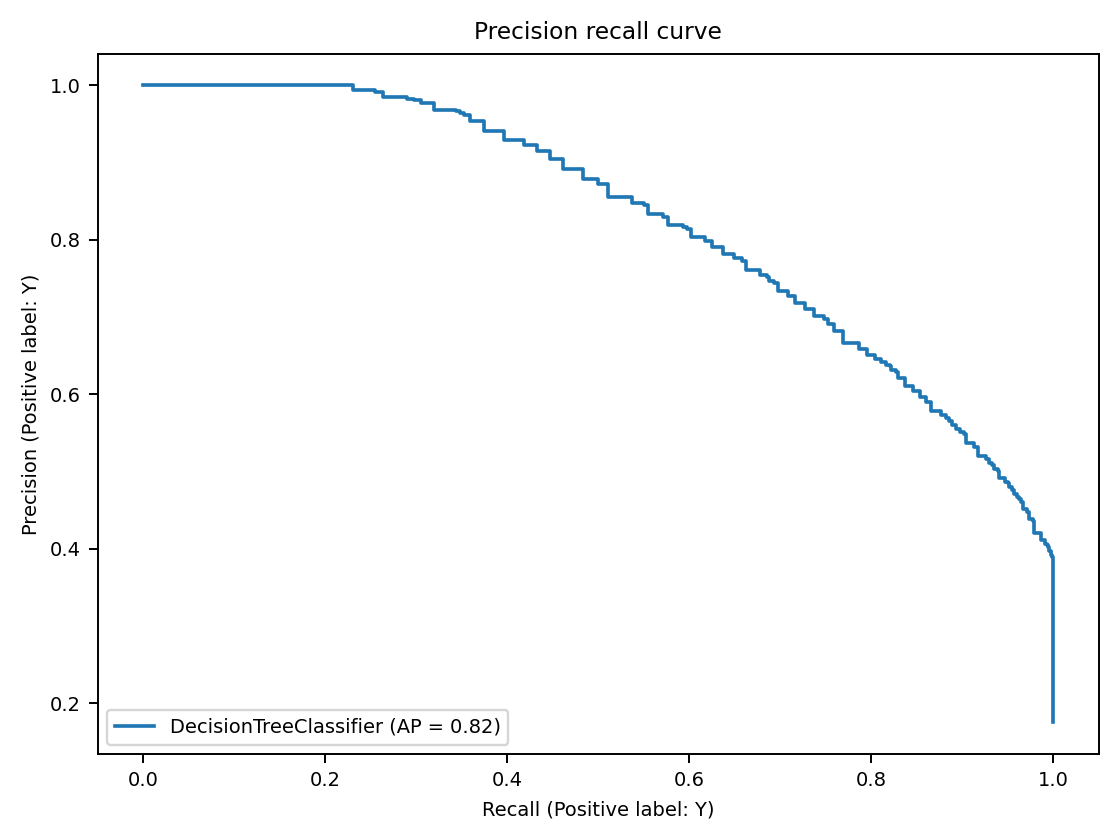 Precision recall curve
1.0
0.8
0.6
0.4
0.2
Precision (Positive label: Y)
DecisionTreeClassifier (AP = 0.82)
0.0
0.2
0.4
0.6
0.8
1.0
Recall (Positive label: Y)